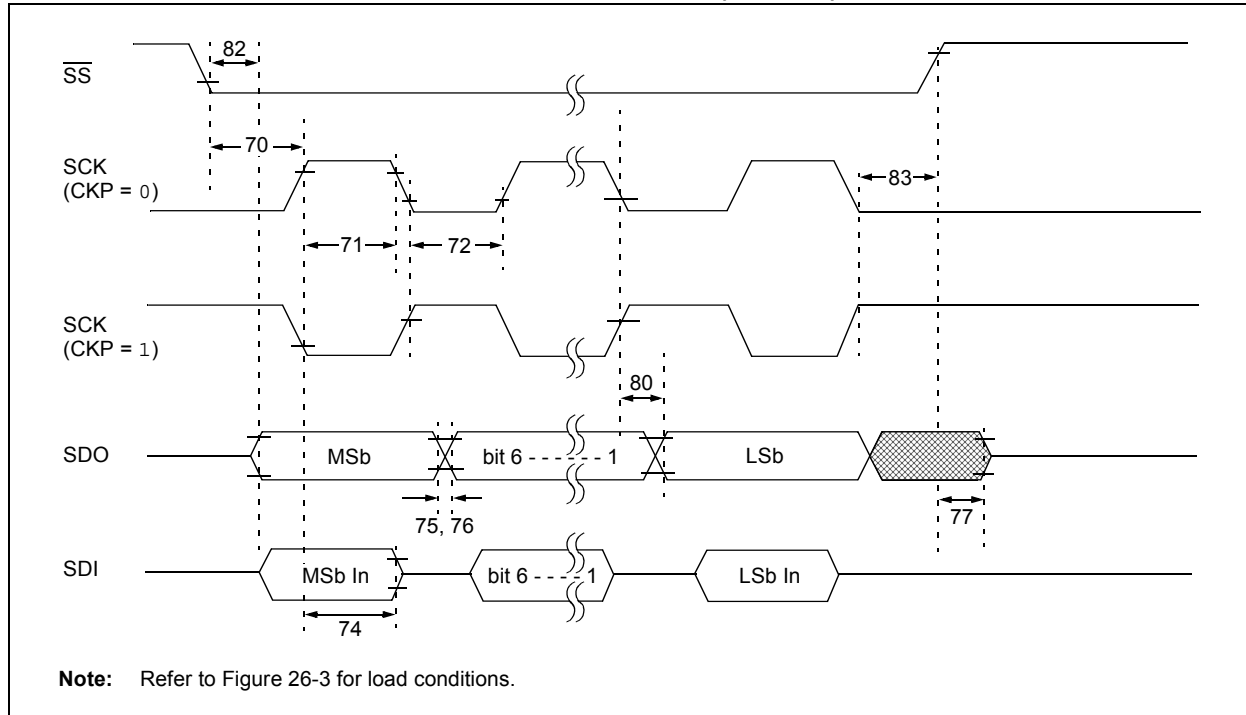 82
SS
70
SCK
(CKP = 0)
83
71
72
SCK
(CKP = 1)
80
SDO
MSb
bit 6 - - - - - - 1
LSb
75, 76
77
SDI
MSb In
bit 6 - - - - 1
LSb In
74
Note: Refer to Figure 26-3 for load conditions.